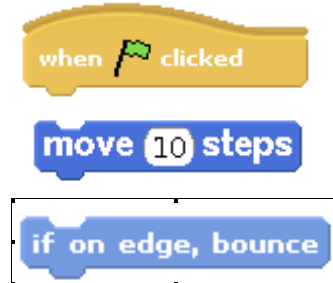 when clicked
move 10 steps
if on edge, bounce